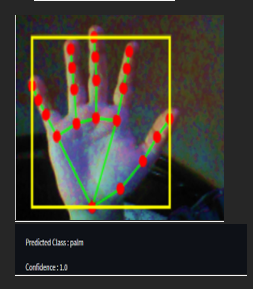 Predicted Class : palm
Confidence : 1.0